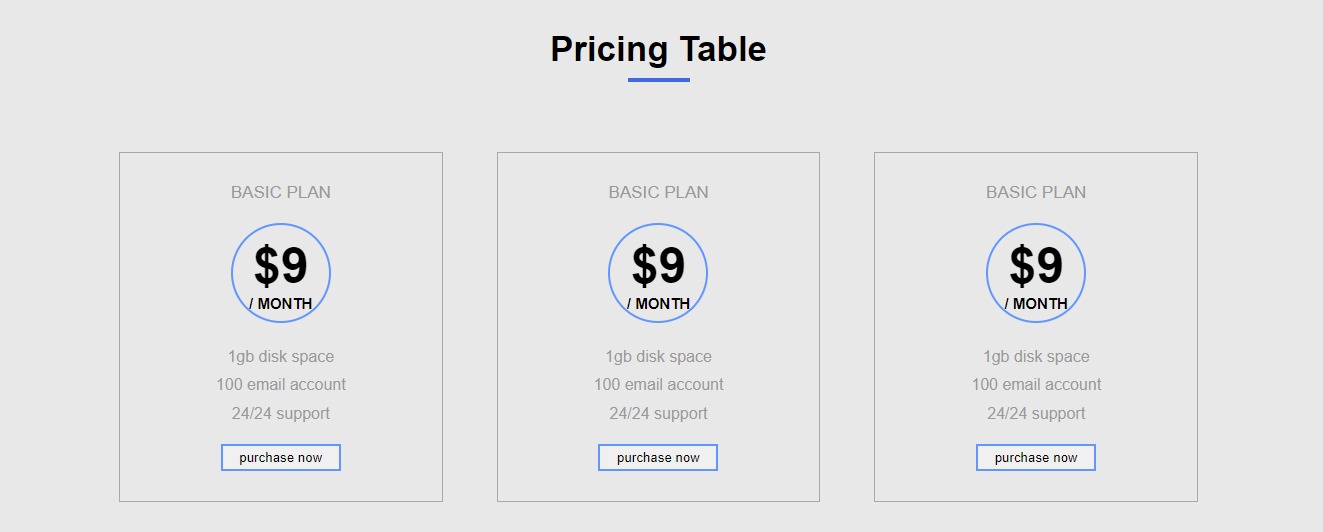 Pricing Table
BASIC PLAN
$9
/ MONTH
1gb disk space
100 email account
24/24 support
purchase now
BASIC PLAN
$9
/ MONTH
1gb disk space
100 email account
24/24 support
purchase now
BASIC PLAN
$9
/ MONTH
1gb disk space
100 email account
24/24 support
purchase now